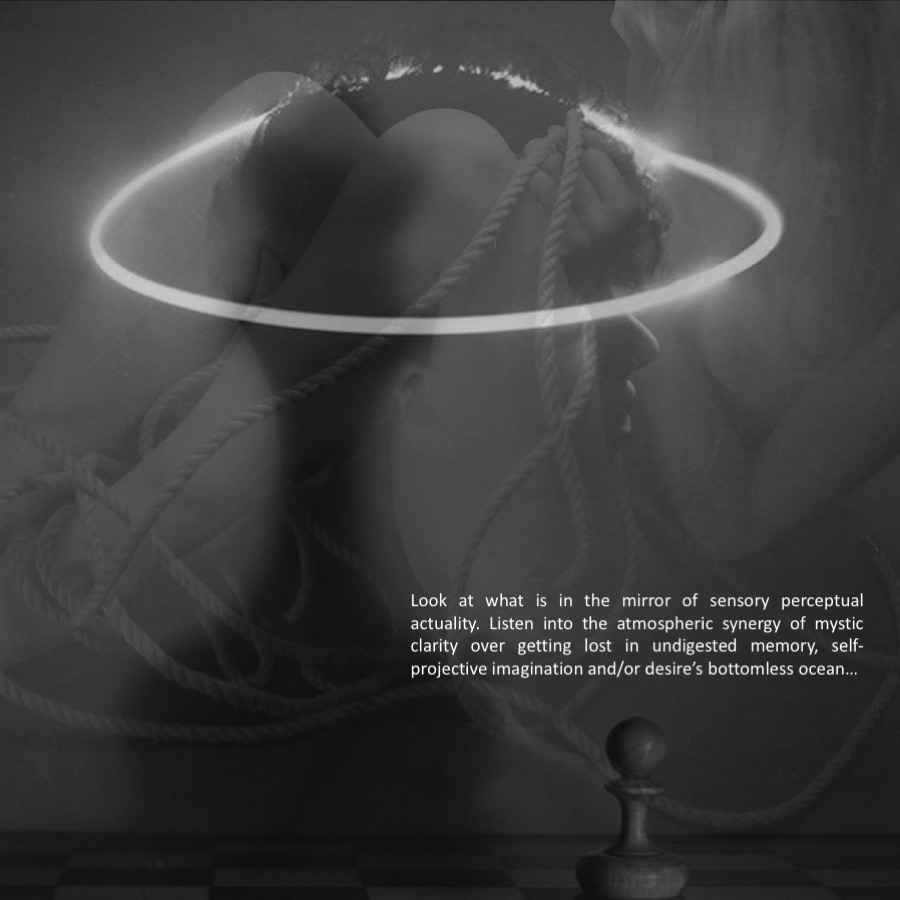 Look at what is in the mirror of sensory perceptual
actuality. Listen into the atmospheric synergy of mystic
clarity over getting lost in undigested memory, self-
projective imagination and/or desire’s bottomless ocean...